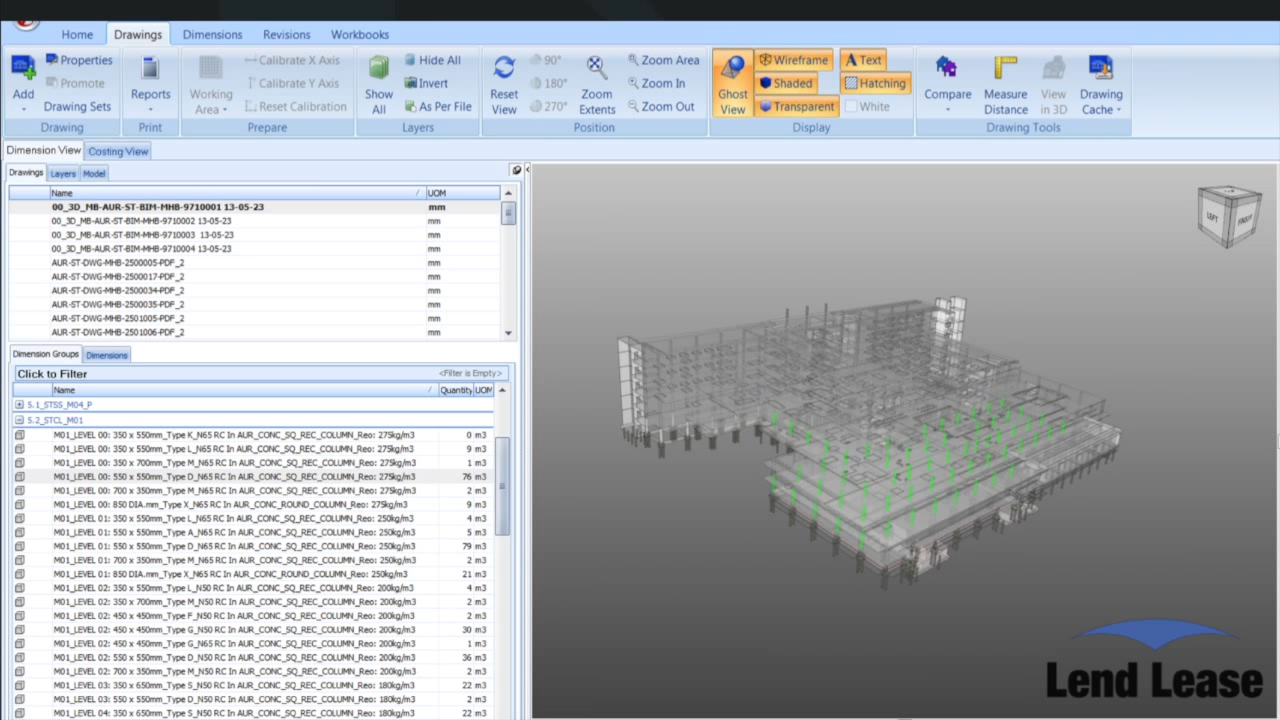 Home Drawings Dimensions Revisions Workbooks
Add
Properties
Promote
Drawing Sets
Drawing
Reports
Print
Working Area
Calibrate X Axis
Calibrate Y Axis
Reset Calibration
Prepare
Show All
Hide All
Invert
As Per File
Layers
Reset View
90°
180°
270°
Zoom Extents
Zoom Area
Zoom In
Zoom Out
Position
Ghost View
Wireframe
Shaded
Transparent
Text
Hatching
White
Display
Compare
Measure Distance
View in 3D
Drawing Cache
Drawing Tools
Dimension View Costing View
Drawings Layers Model
Name / UOM
00_3D_MB-AUR-ST-BIM-MHB-9710001 13-05-23 mm
00_3D_MB-AUR-ST-BIM-MHB-9710002 13-05-23 mm
00_3D_MB-AUR-ST-BIM-MHB-9710003 13-05-23 mm
00_3D_MB-AUR-ST-BIM-MHB-9710004 13-05-23 mm
AUR-ST-DWG-MHB-2500005-PDF_2 mm
AUR-ST-DWG-MHB-2500017-PDF_2 mm
AUR-ST-DWG-MHB-2500034-PDF_2 mm
AUR-ST-DWG-MHB-2500035-PDF_2 mm
AUR-ST-DWG-MHB-2501005-PDF_2 mm
AUR-ST-DWG-MHB-2501006-PDF_2 mm
Dimension Groups Dimensions
Click to Filter <Filter is Empty>
Name / Quantity UOM
5.1_STSS_M04_P
5.2_STCL_M01
M01_LEVEL 00: 350 x 550mm_Type K_N65 RC In AUR_CONC_SQ_REC_COLUMN_Reo: 275kg/m3 0 m3
M01_LEVEL 00: 350 x 550mm_Type L_N65 RC In AUR_CONC_SQ_REC_COLUMN_Reo: 275kg/m3 9 m3
M01_LEVEL 00: 350 x 700mm_Type M_N65 RC In AUR_CONC_SQ_REC_COLUMN_Reo: 275kg/m3 1 m3
M01_LEVEL 00: 550 x 550mm_Type D_N65 RC In AUR_CONC_SQ_REC_COLUMN_Reo: 275kg/m3 76 m3
M01_LEVEL 00: 700 x 350mm_Type M_N65 RC In AUR_CONC_SQ_REC_COLUMN_Reo: 275kg/m3 2 m3
M01_LEVEL 00: 850 DIA.mm_Type X_N65 RC In AUR_CONC_ROUND_COLUMN_Reo: 275kg/m3 9 m3
M01_LEVEL 01: 350 x 550mm_Type L_N65 RC In AUR_CONC_SQ_REC_COLUMN_Reo: 250kg/m3 4 m3
M01_LEVEL 01: 550 x 550mm_Type A_N65 RC In AUR_CONC_SQ_REC_COLUMN_Reo: 250kg/m3 5 m3
M01_LEVEL 01: 550 x 550mm_Type D_N65 RC In AUR_CONC_SQ_REC_COLUMN_Reo: 250kg/m3 79 m3
M01_LEVEL 01: 700 x 350mm_Type M_N65 RC In AUR_CONC_SQ_REC_COLUMN_Reo: 250kg/m3 2 m3
M01_LEVEL 01: 850 DIA.mm_Type X_N65 RC In AUR_CONC_ROUND_COLUMN_Reo: 250kg/m3 21 m3
M01_LEVEL 02: 350 x 550mm_Type L_N50 RC In AUR_CONC_SQ_REC_COLUMN_Reo: 200kg/m3 4 m3
M01_LEVEL 02: 350 x 700mm_Type M_N50 RC In AUR_CONC_SQ_REC_COLUMN_Reo: 200kg/m3 2 m3
M01_LEVEL 02: 450 x 450mm_Type F_N50 RC In AUR_CONC_SQ_REC_COLUMN_Reo: 200kg/m3 2 m3
M01_LEVEL 02: 450 x 450mm_Type G_N50 RC In AUR_CONC_SQ_REC_COLUMN_Reo: 200kg/m3 30 m3
M01_LEVEL 02: 450 x 450mm_Type G_N65 RC In AUR_CONC_SQ_REC_COLUMN_Reo: 200kg/m3 1 m3
M01_LEVEL 02: 550 x 550mm_Type D_N50 RC In AUR_CONC_SQ_REC_COLUMN_Reo: 200kg/m3 36 m3
M01_LEVEL 02: 700 x 350mm_Type M_N50 RC In AUR_CONC_SQ_REC_COLUMN_Reo: 200kg/m3 2 m3
M01_LEVEL 03: 350 x 650mm_Type S_N50 RC In AUR_CONC_SQ_REC_COLUMN_Reo: 180kg/m3 22 m3
M01_LEVEL 03: 550 x 550mm_Type D_N50 RC In AUR_CONC_SQ_REC_COLUMN_Reo: 180kg/m3 2 m3
M01_LEVEL 04: 350 x 650mm_Type S_N50 RC In AUR_CONC_SQ_REC_COLUMN_Reo: 180kg/m3 22 m3
LEFT
Lend Lease